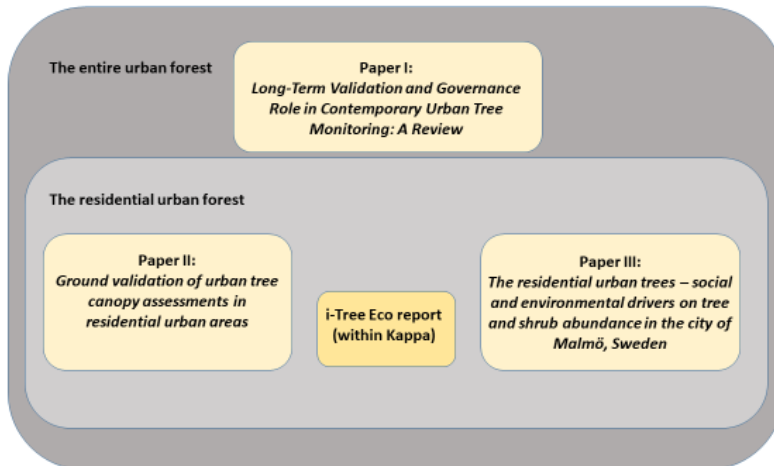 The entire urban forest
Paper I:
Long-Term Validation and Governance
Role in Contemporary Urban Tree
Monitoring: A Review
The residential urban forest
Paper II:
Ground validation of urban tree
canopy assessments in
residential urban areas
i-Tree Eco report
(within Kappa)
Paper III:
The residential urban trees – social
and environmental drivers on tree
and shrub abundance in the city of
Malmö, Sweden